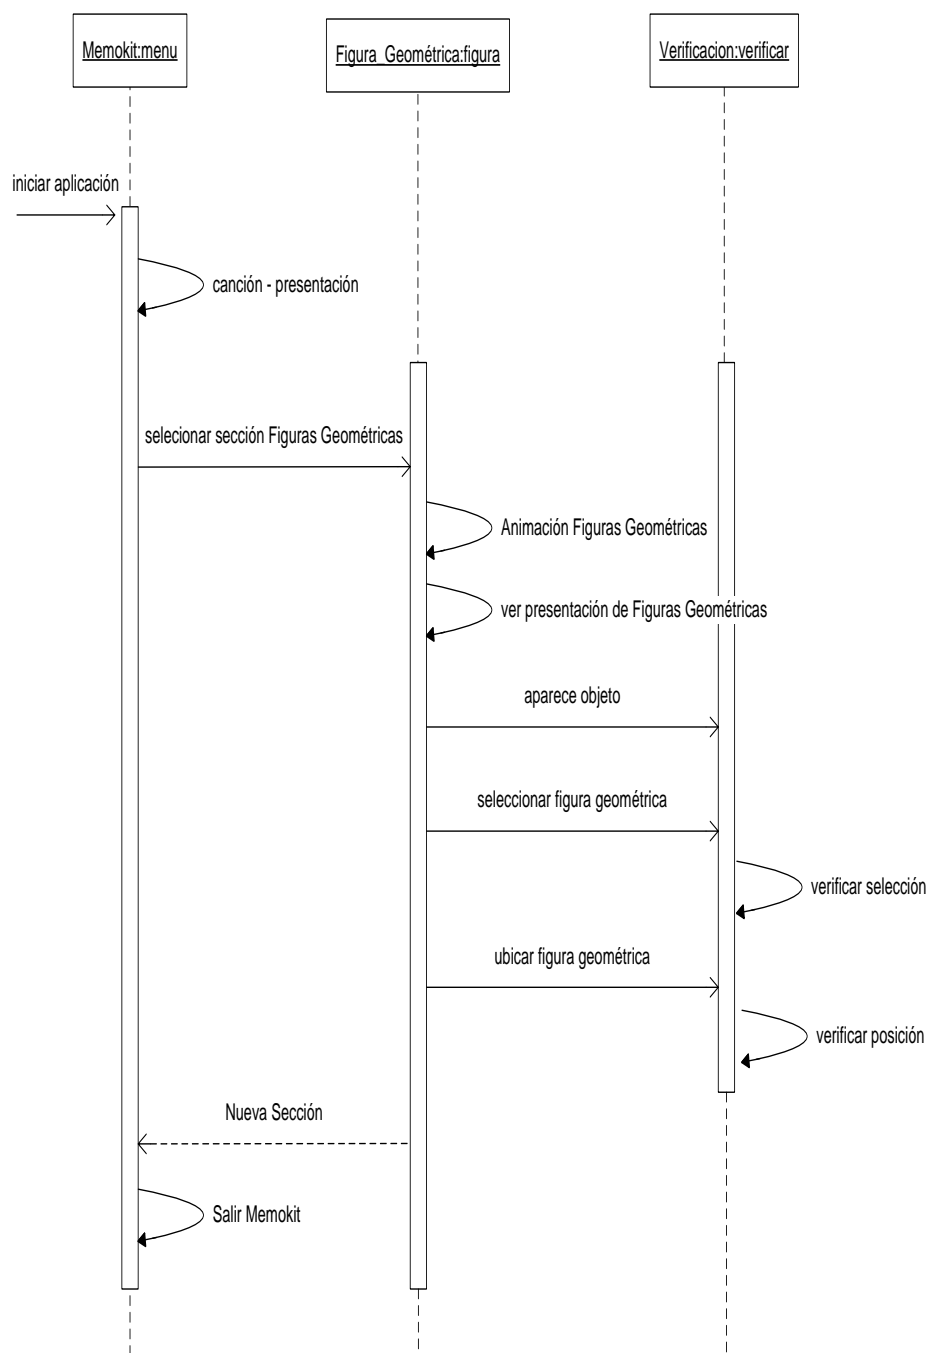 Memokit:menu
Figura_Geométrica:figura
Verificacion:verificar
iniciar aplicación
canción - presentación
selecionar sección Figuras Geométricas
Animación Figuras Geométricas
ver presentación de Figuras Geométricas
aparece objeto
seleccionar figura geométrica
verificar selección
ubicar figura geométrica
verificar posición
Nueva Sección
Salir Memokit